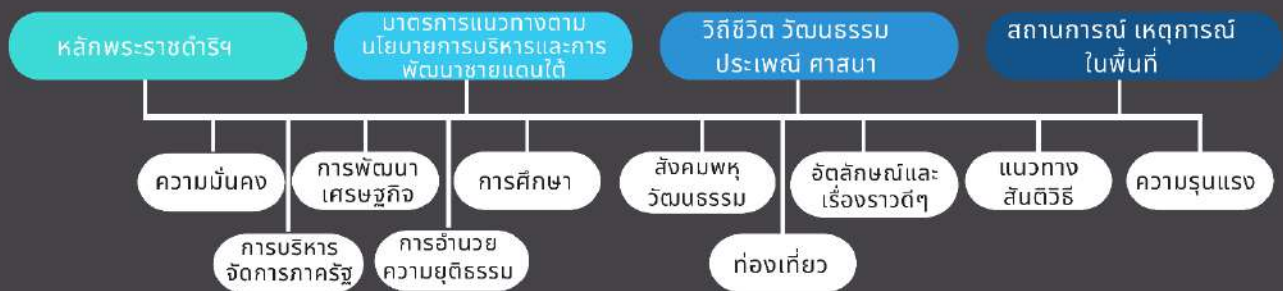 หลักพระราชดำริฯ
มาตรการแนวทางตาม
นโยบายการบริหารและการ
พัฒนาชายแดนใต้
วิถีชีวิต วัฒนธรรม
ประเพณี ศาสนา
สถานการณ์ เหตุการณ์
ในพื้นที่
ความมั่นคง
การพัฒนา
เศรษฐกิจ
การศึกษา
สังคมพหุ
วัฒนธรรม
อัตลักษณ์และ
เรื่องราวดีๆ
แนวทาง
สันติวิธี
ความรุนแรง
การบริหาร
จัดการภาครัฐ
การอำนวย
ความยุติธรรม
ท่องเที่ยว